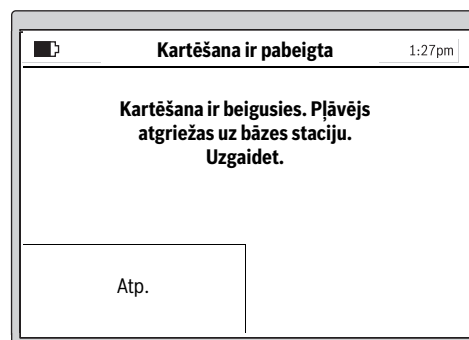 Kartēšana ir pabeigta 1:27pm
Kartēšana ir beigusies. Pļāvējs
atgriežas uz bāzes staciju.
Uzgaidet.
Atp.